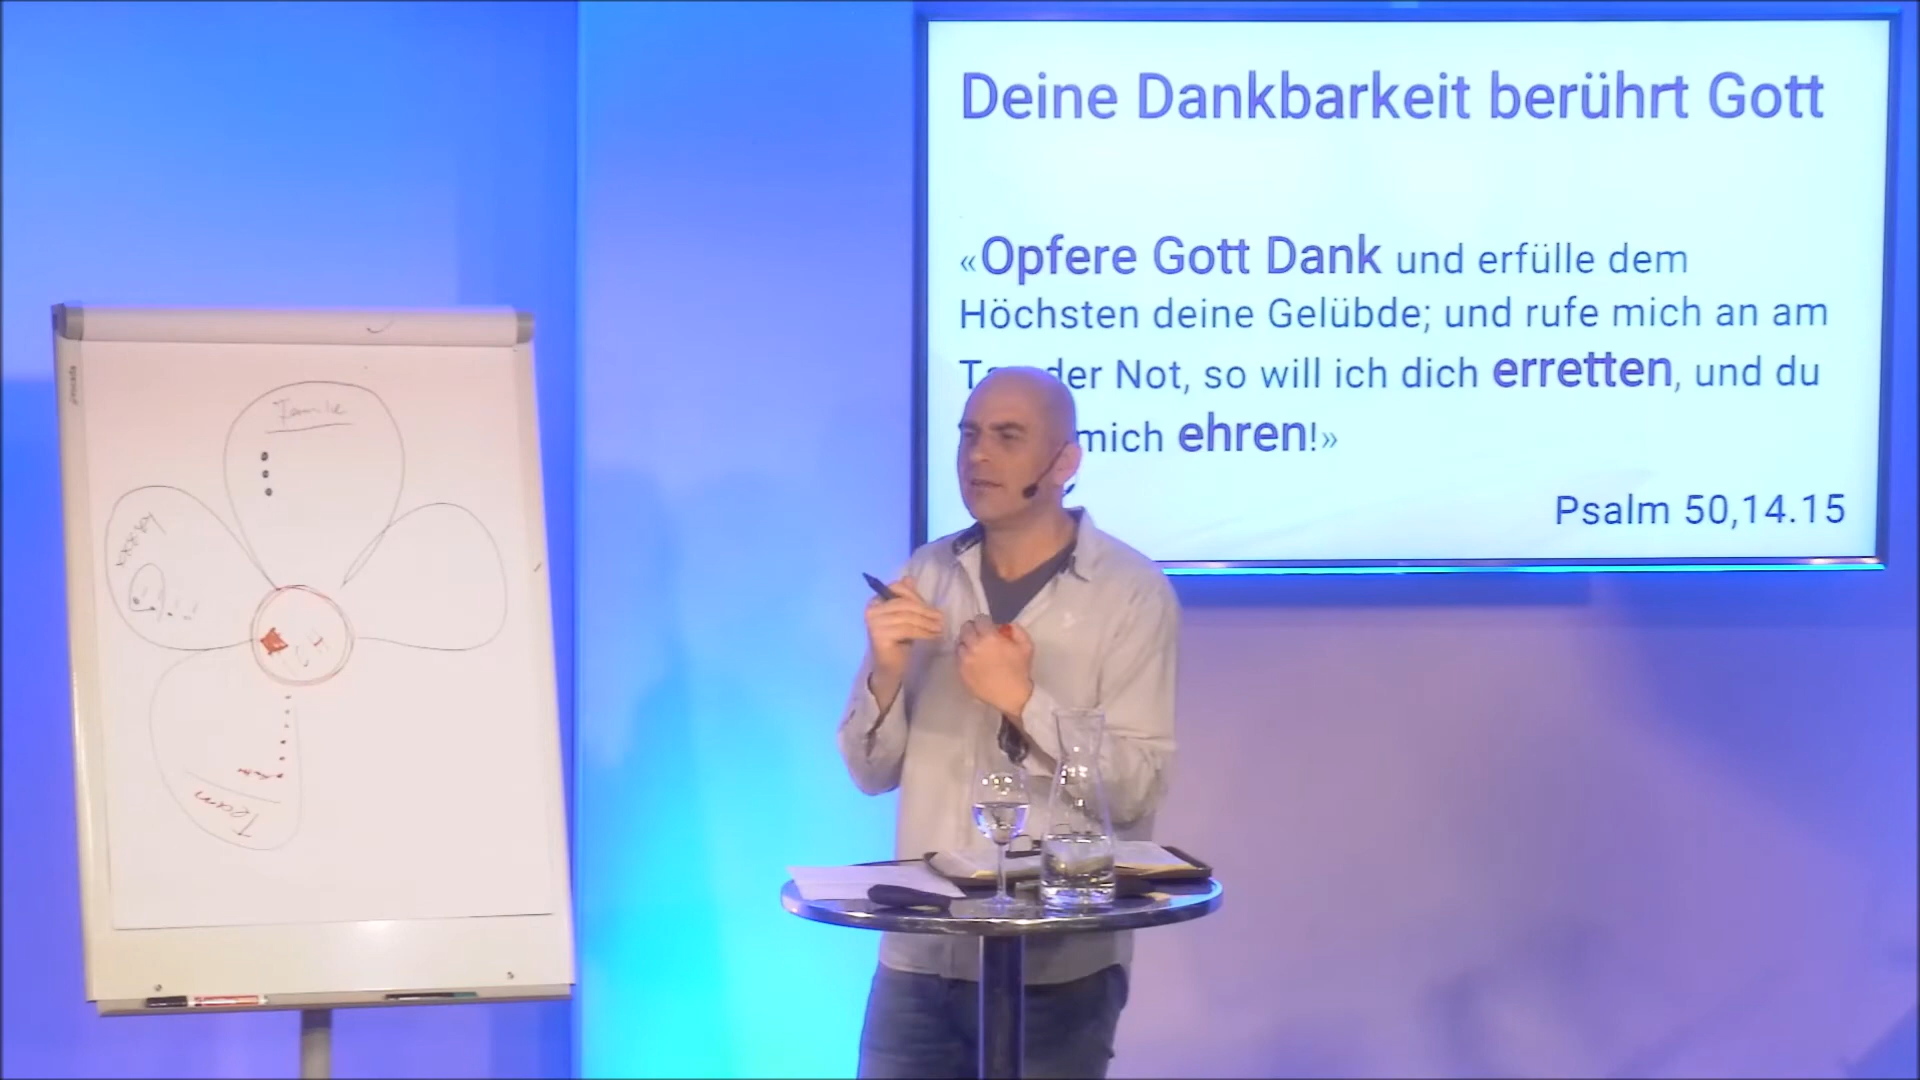 Deine Dankbarkeit berührt Gott
«Opfere Gott Dank und erfülle dem
Höchsten deine Gelübde; und rufe mich an am
der Not, so will ich dich erretten, und du
mich ehren!»
Psalm 50,14.15
Familie
Team